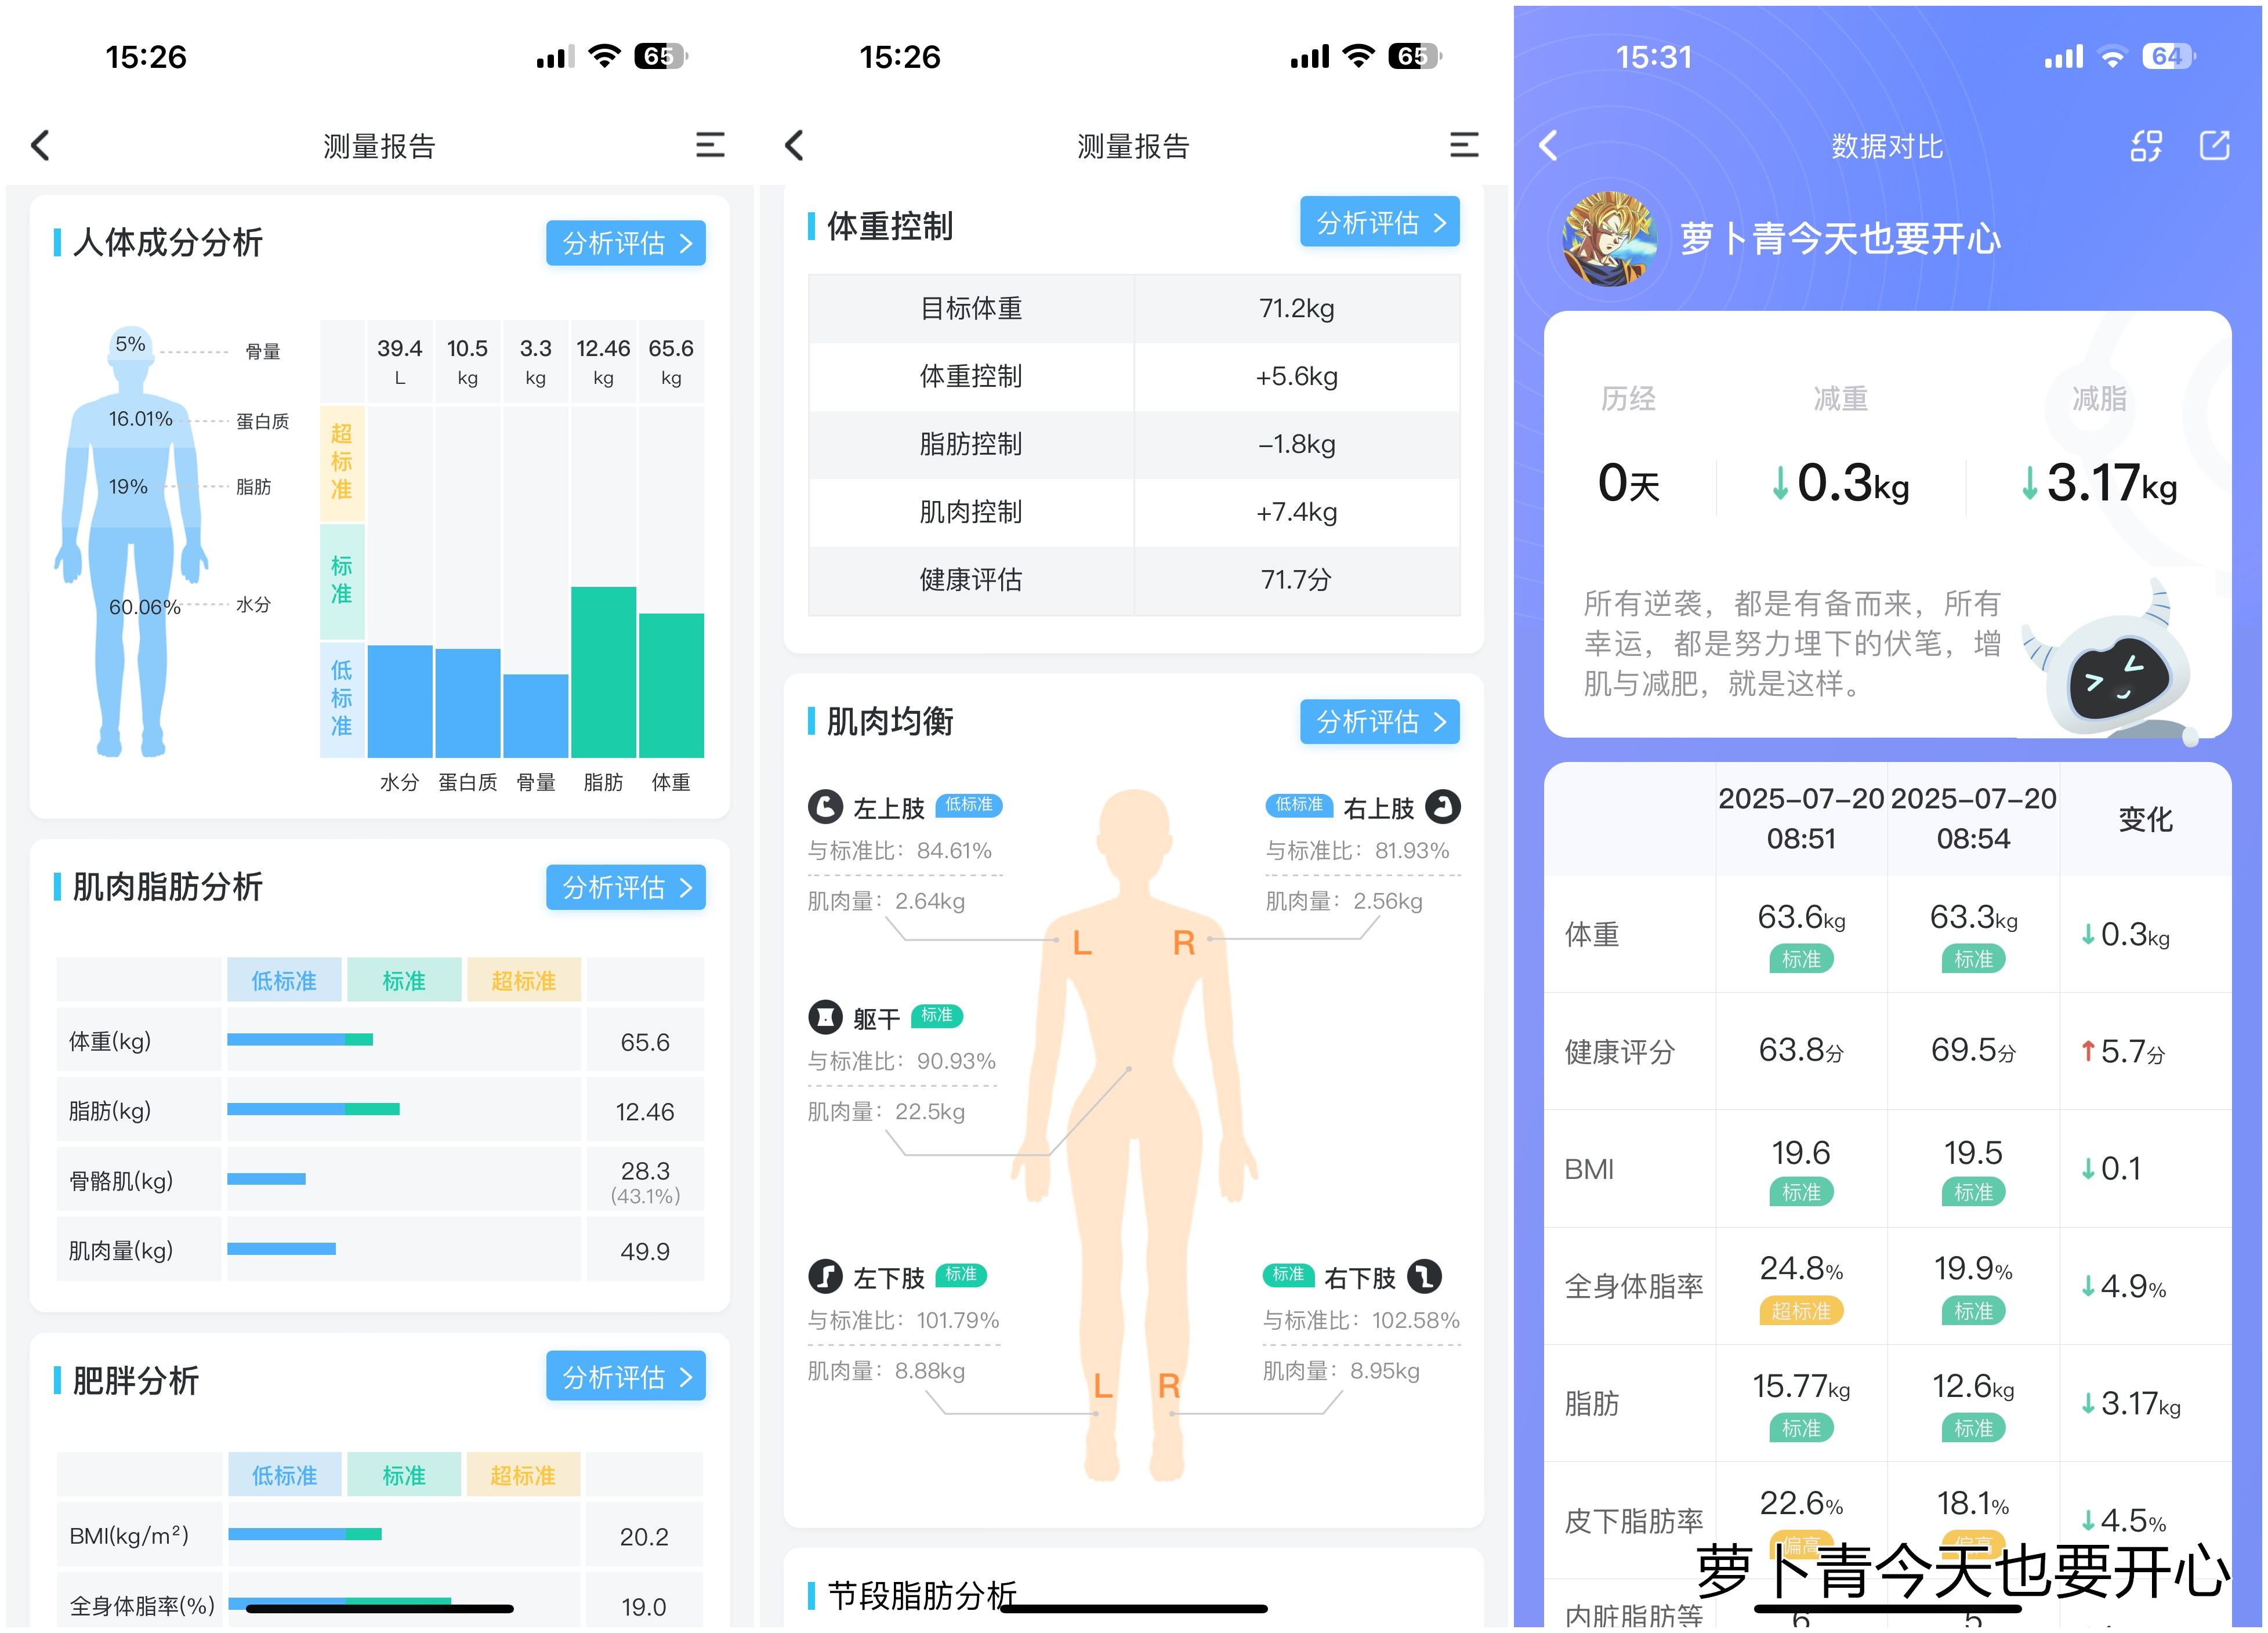 15:26
65
测量报告
人体成分分析
分析评估 >
5%
骨量
16.01%
蛋白质
19%
脂肪
60.06%
水分
39.4 10.5 3.3 12.46 65.6
L kg kg kg kg
超标准
标准
低标准
水分 蛋白质 骨量 脂肪 体重
肌肉脂肪分析
分析评估 >
低标准 标准 超标准
体重(kg) 65.6
脂肪(kg) 12.46
骨骼肌(kg) 28.3
(43.1%)
肌肉量(kg) 49.9
肥胖分析
分析评估 >
低标准 标准 超标准
BMI(kg/m²) 20.2
全身体脂率(%) 19.0
15:26
65
测量报告
体重控制
分析评估 >
目标体重 71.2kg
体重控制 +5.6kg
脂肪控制 −1.8kg
肌肉控制 +7.4kg
健康评估 71.7分
肌肉均衡
分析评估 >
左上肢 低标准
与标准比：84.61%
肌肉量：2.64kg
低标准 右上肢
与标准比：81.93%
肌肉量：2.56kg
L R
躯干 标准
与标准比：90.93%
肌肉量：22.5kg
左下肢 标准
与标准比：101.79%
肌肉量：8.88kg
标准 右下肢
与标准比：102.58%
肌肉量：8.95kg
L R
节段脂肪分析
15:31
64
数据对比
萝卜青今天也要开心
历经 减重 减脂
0天 ↓0.3kg ↓3.17kg
所有逆袭，都是有备而来，所有
幸运，都是努力埋下的伏笔，增
肌与减肥，就是这样。
2025-07-20 2025-07-20 变化
08:51 08:54
体重 63.6kg 63.3kg ↓0.3kg
标准 标准
健康评分 63.8分 69.5分 ↑5.7分
BMI 19.6 19.5 ↓0.1
标准 标准
全身体脂率 24.8% 19.9% ↓4.9%
超标准 标准
脂肪 15.77kg 12.6kg ↓3.17kg
标准 标准
皮下脂肪率 22.6% 18.1% ↓4.5%
偏高 偏高
萝卜青今天也要开心
内脏脂肪等 6 5